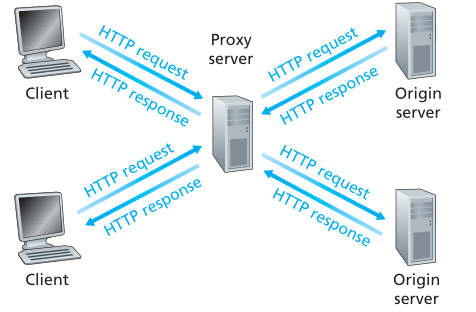 Proxy
server
HTTP request
HTTP response
HTTP request
HTTP response
Client
Origin
server
HTTP request
HTTP response
HTTP request
HTTP response
Client
Origin
server